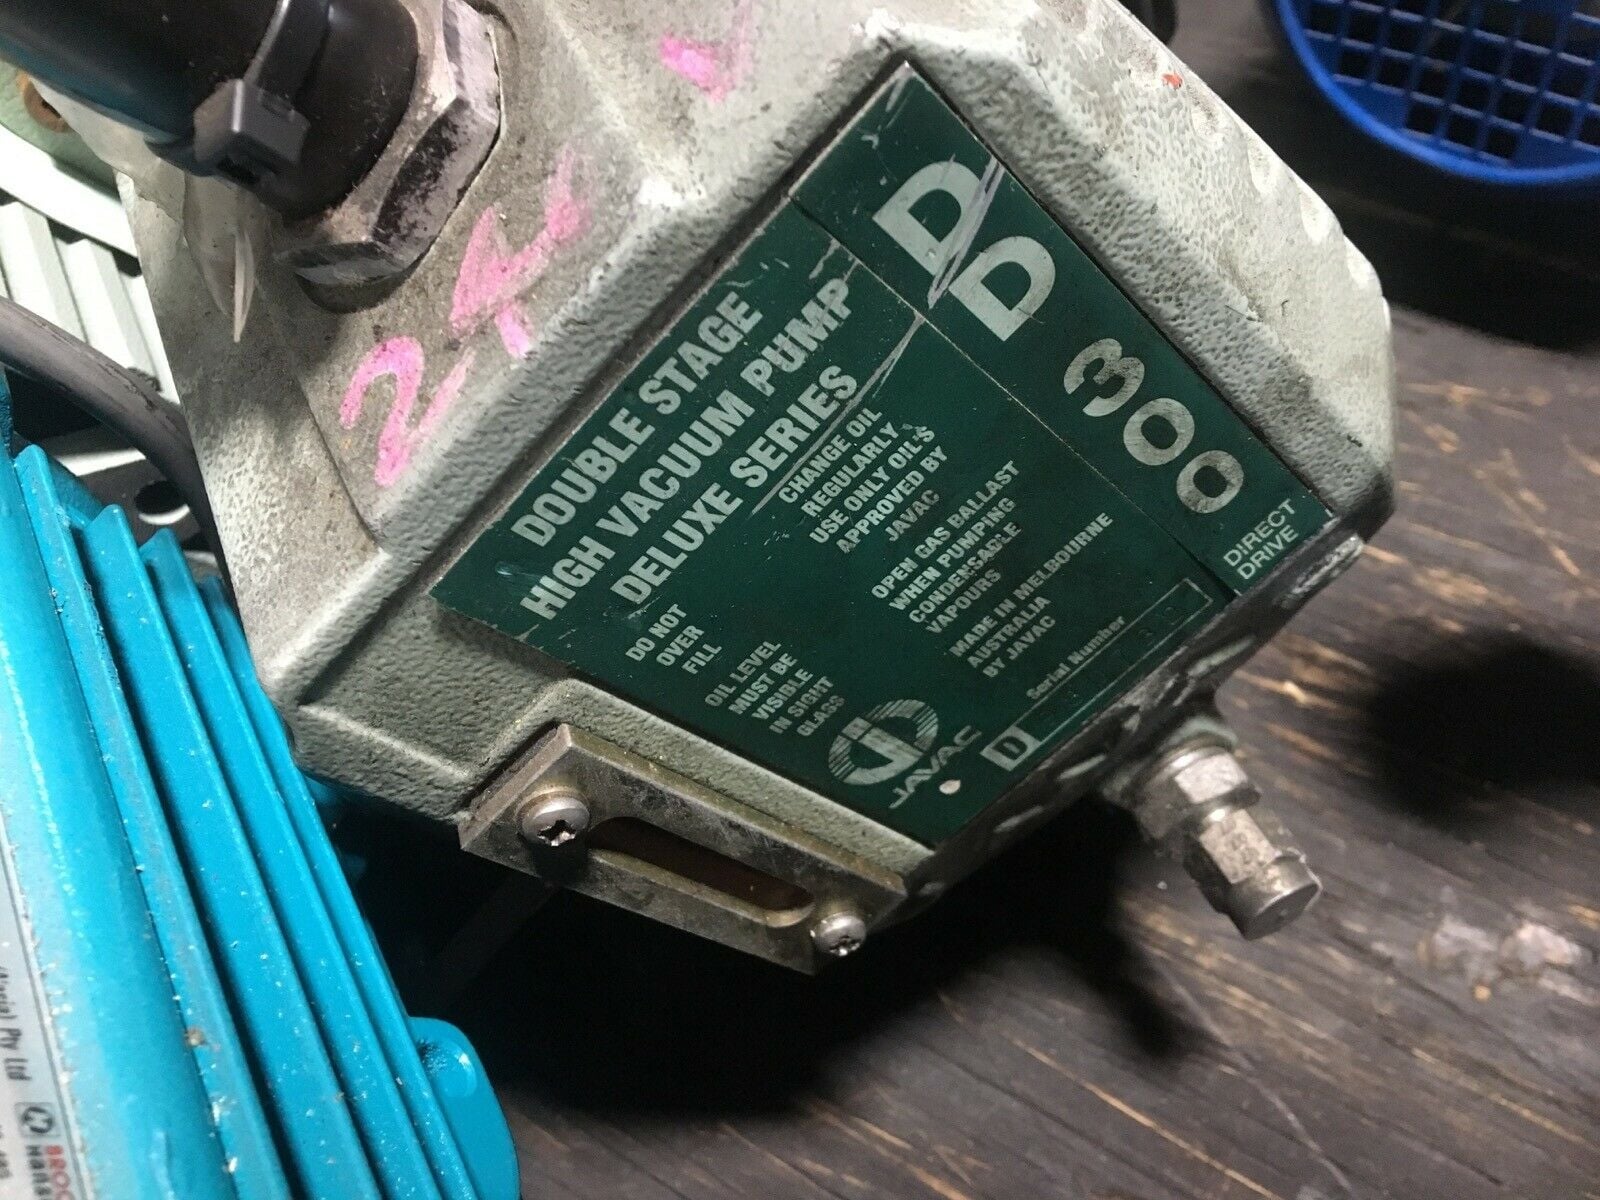 24
DD
300
DIRECT
DRIVE
DOUBLE STAGE
HIGH VACUUM PUMP
DELUXE SERIES
DO NOT
OVER
FILL
OIL LEVEL
MUST BE
VISIBLE
IN SIGHT
GLASS
CHANGE OIL
REGULARLY
USE ONLY OIL'S
APPROVED BY
JAVAC
OPEN GAS BALLAST
WHEN PUMPING
CONDENSABLE
VAPOURS
MADE IN MELBOURNE
AUSTRALIA
BY JAVAC
Serial Number
D
JAVAC
Pty Ltd